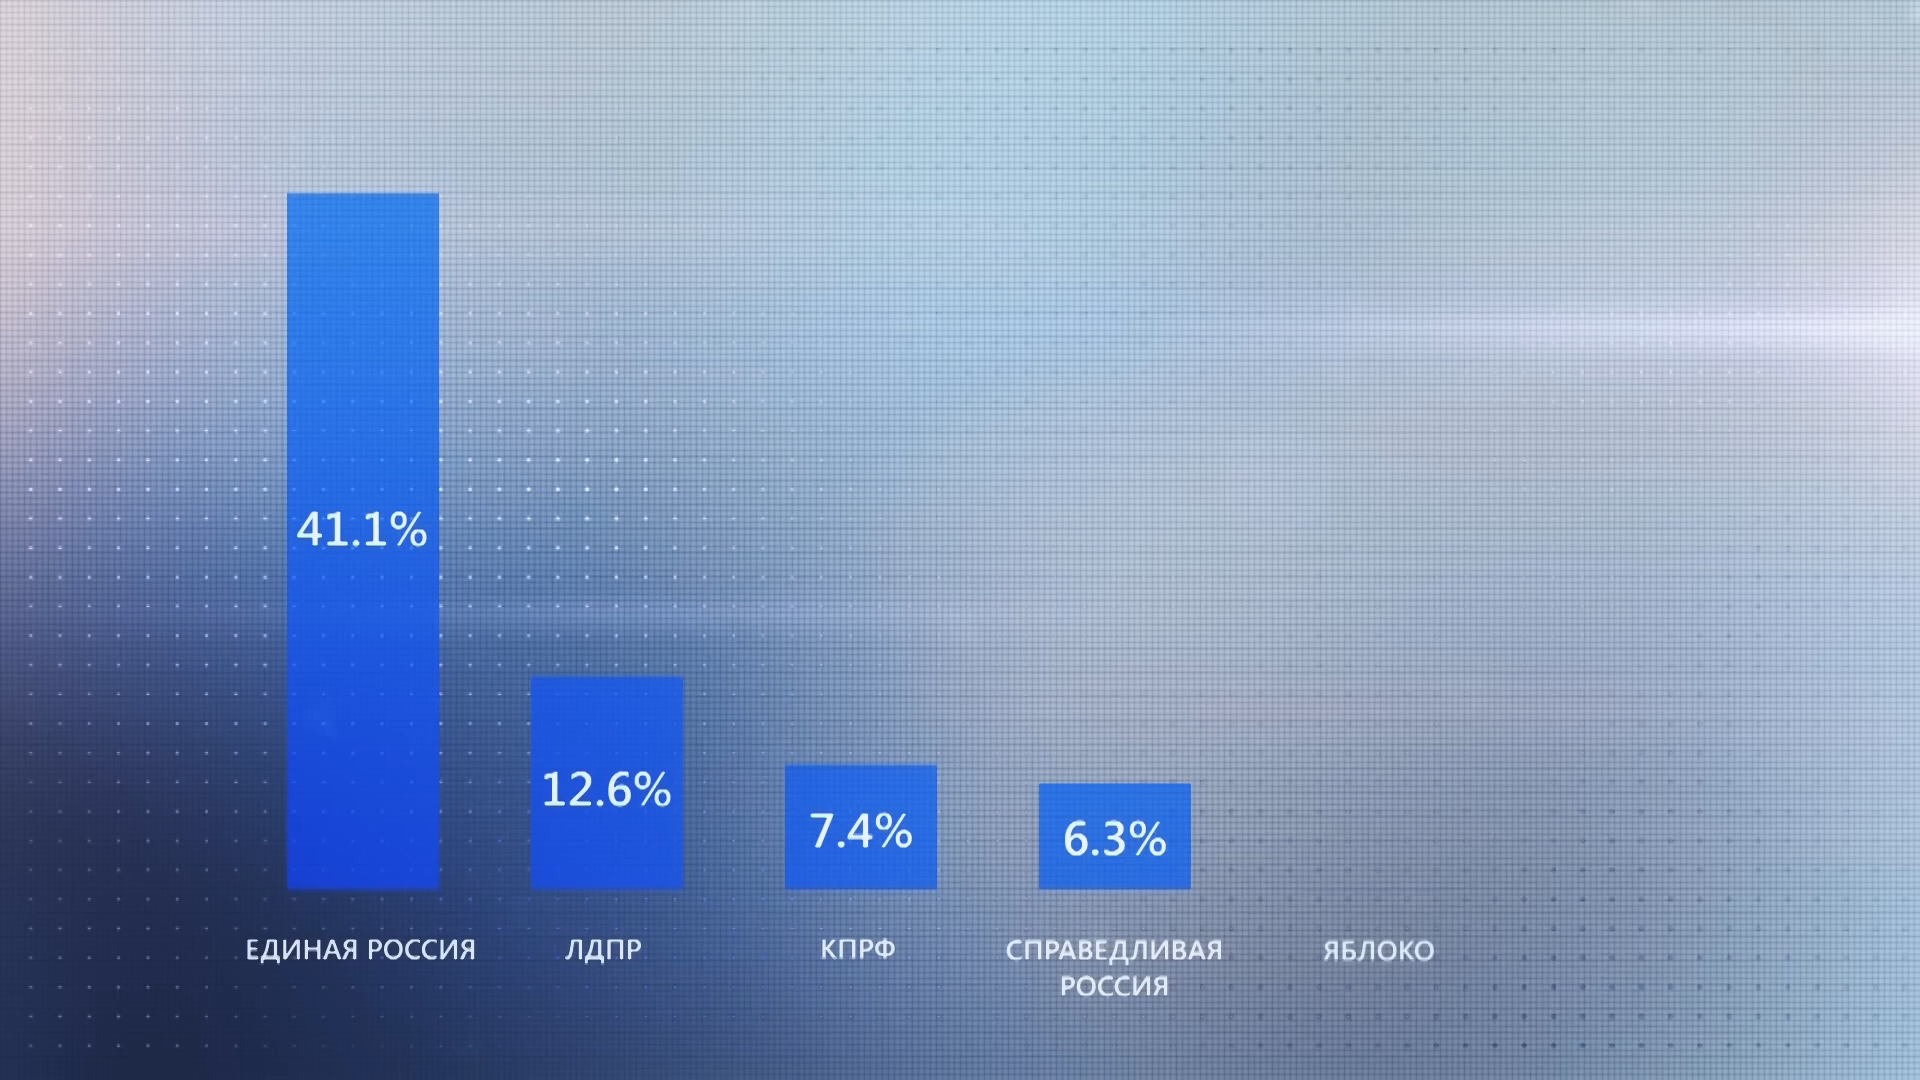 41.1%
12.6%
7.4%
6.3%
ЕДИНАЯ РОССИЯ
ЛДПР
КПРФ
СПРАВЕДЛИВАЯ
РОССИЯ
ЯБЛОКО